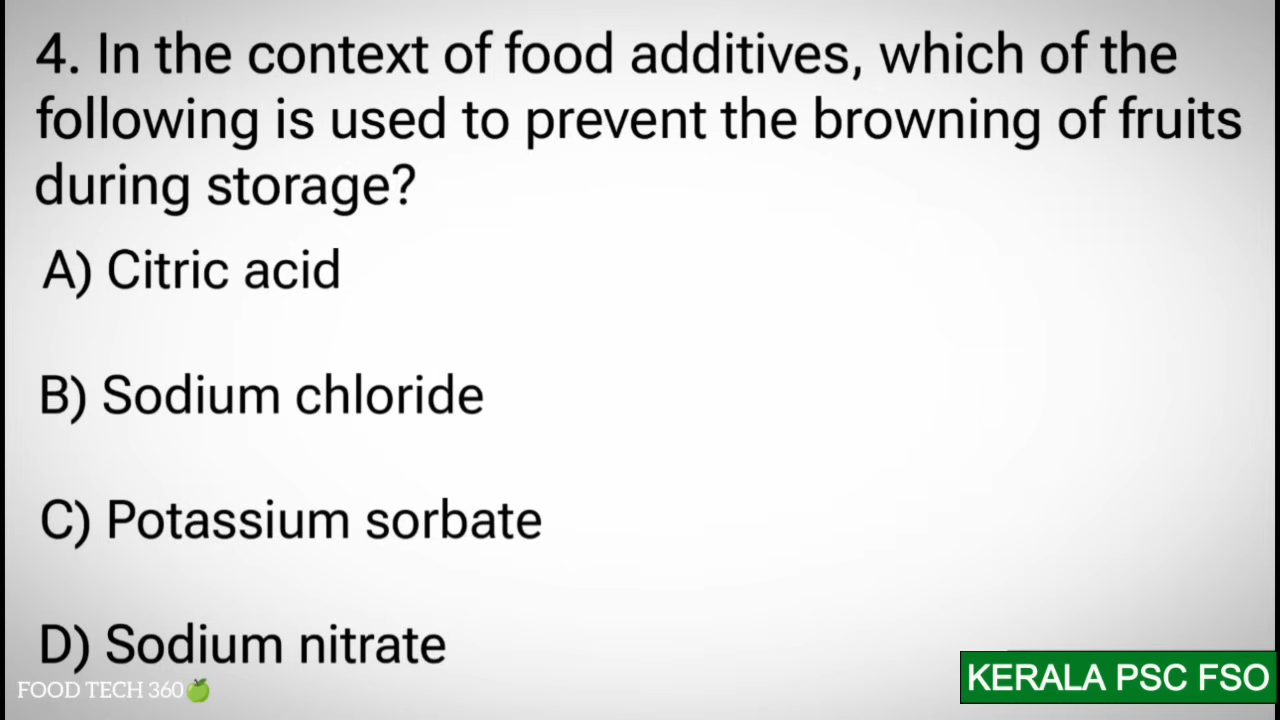 4. In the context of food additives, which of the
following is used to prevent the browning of fruits
during storage?
A) Citric acid
B) Sodium chloride
C) Potassium sorbate
D) Sodium nitrate
FOOD TECH 360
KERALA PSC FSO